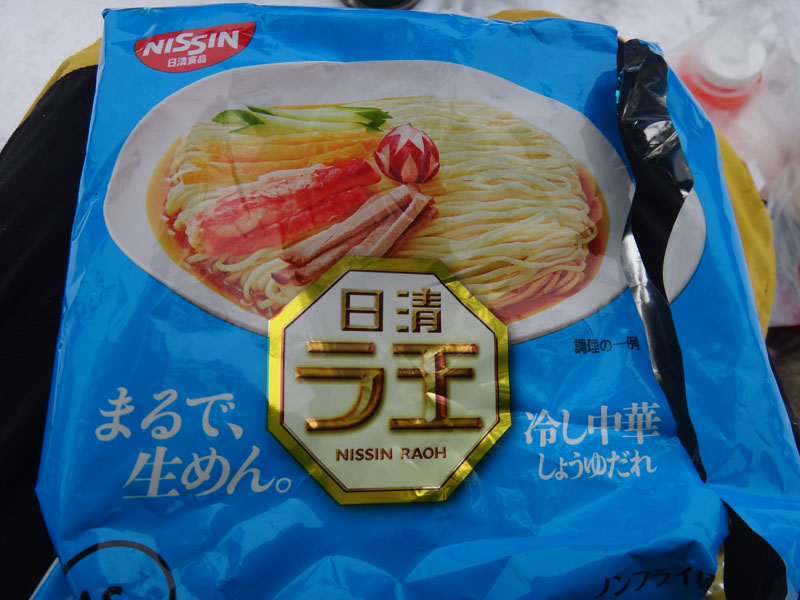 NISSIN
日清食品
調理の一例
日清
ラ王
NISSIN RAOH
まるで、
生めん。
冷し中華
しょうゆだれ
ノンフライ